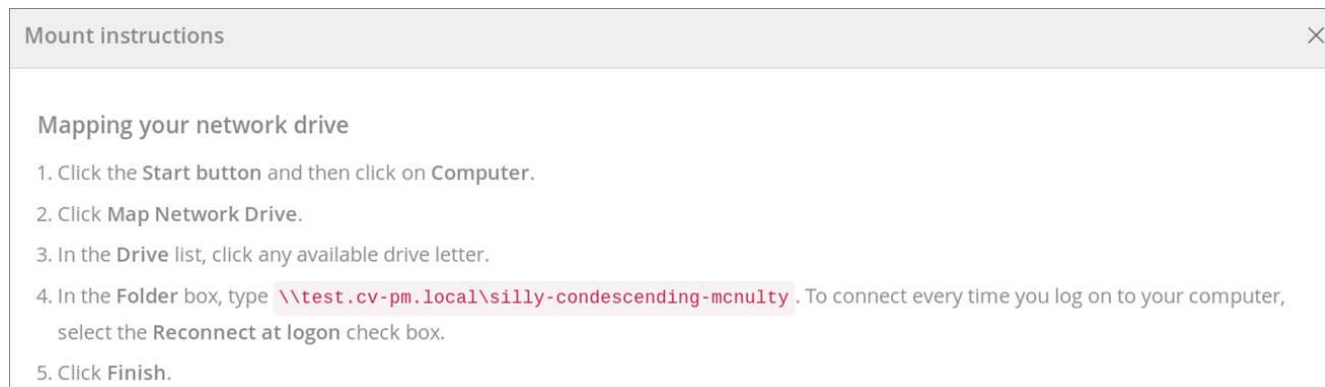 Mount instructions
Mapping your network drive
1. Click the Start button and then click on Computer.
2. Click Map Network Drive.
3. In the Drive list, click any available drive letter.
4. In the Folder box, type \\test.cv-pm.local\silly-condescending-mcnulty. To connect every time you log on to your computer,
select the Reconnect at logon check box.
5. Click Finish.